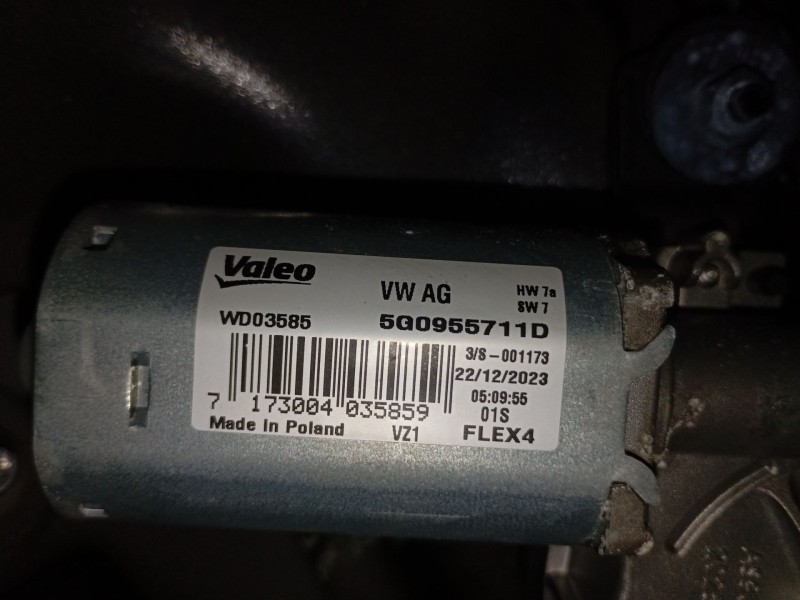 Valeo
VW AG
HW 7a
SW 7
WD03585
5G0955711D
3/S-001173
22/12/2023
05:09:55
7 173004 035859
01S
Made in Poland
VZ1
FLEX4